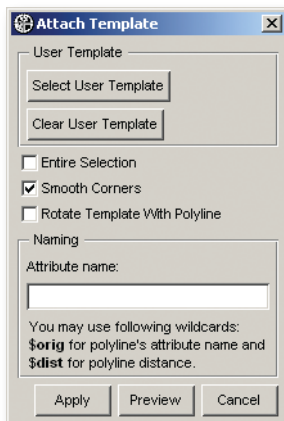 Attach Template
User Template
Select User Template
Clear User Template
Entire Selection
Smooth Corners
Rotate Template With Polyline
Naming
Attribute name:
You may use following wildcards:
$orig for polyline's attribute name and
$dist for polyline distance.
Apply Preview Cancel